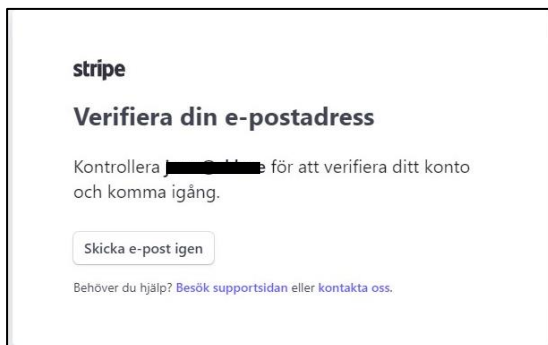 stripe
Verifiera din e-postadress
Kontrollera för att verifiera ditt konto
och komma igång.
Skicka e-post igen
Behöver du hjälp? Besök supportsidan eller kontakta oss.